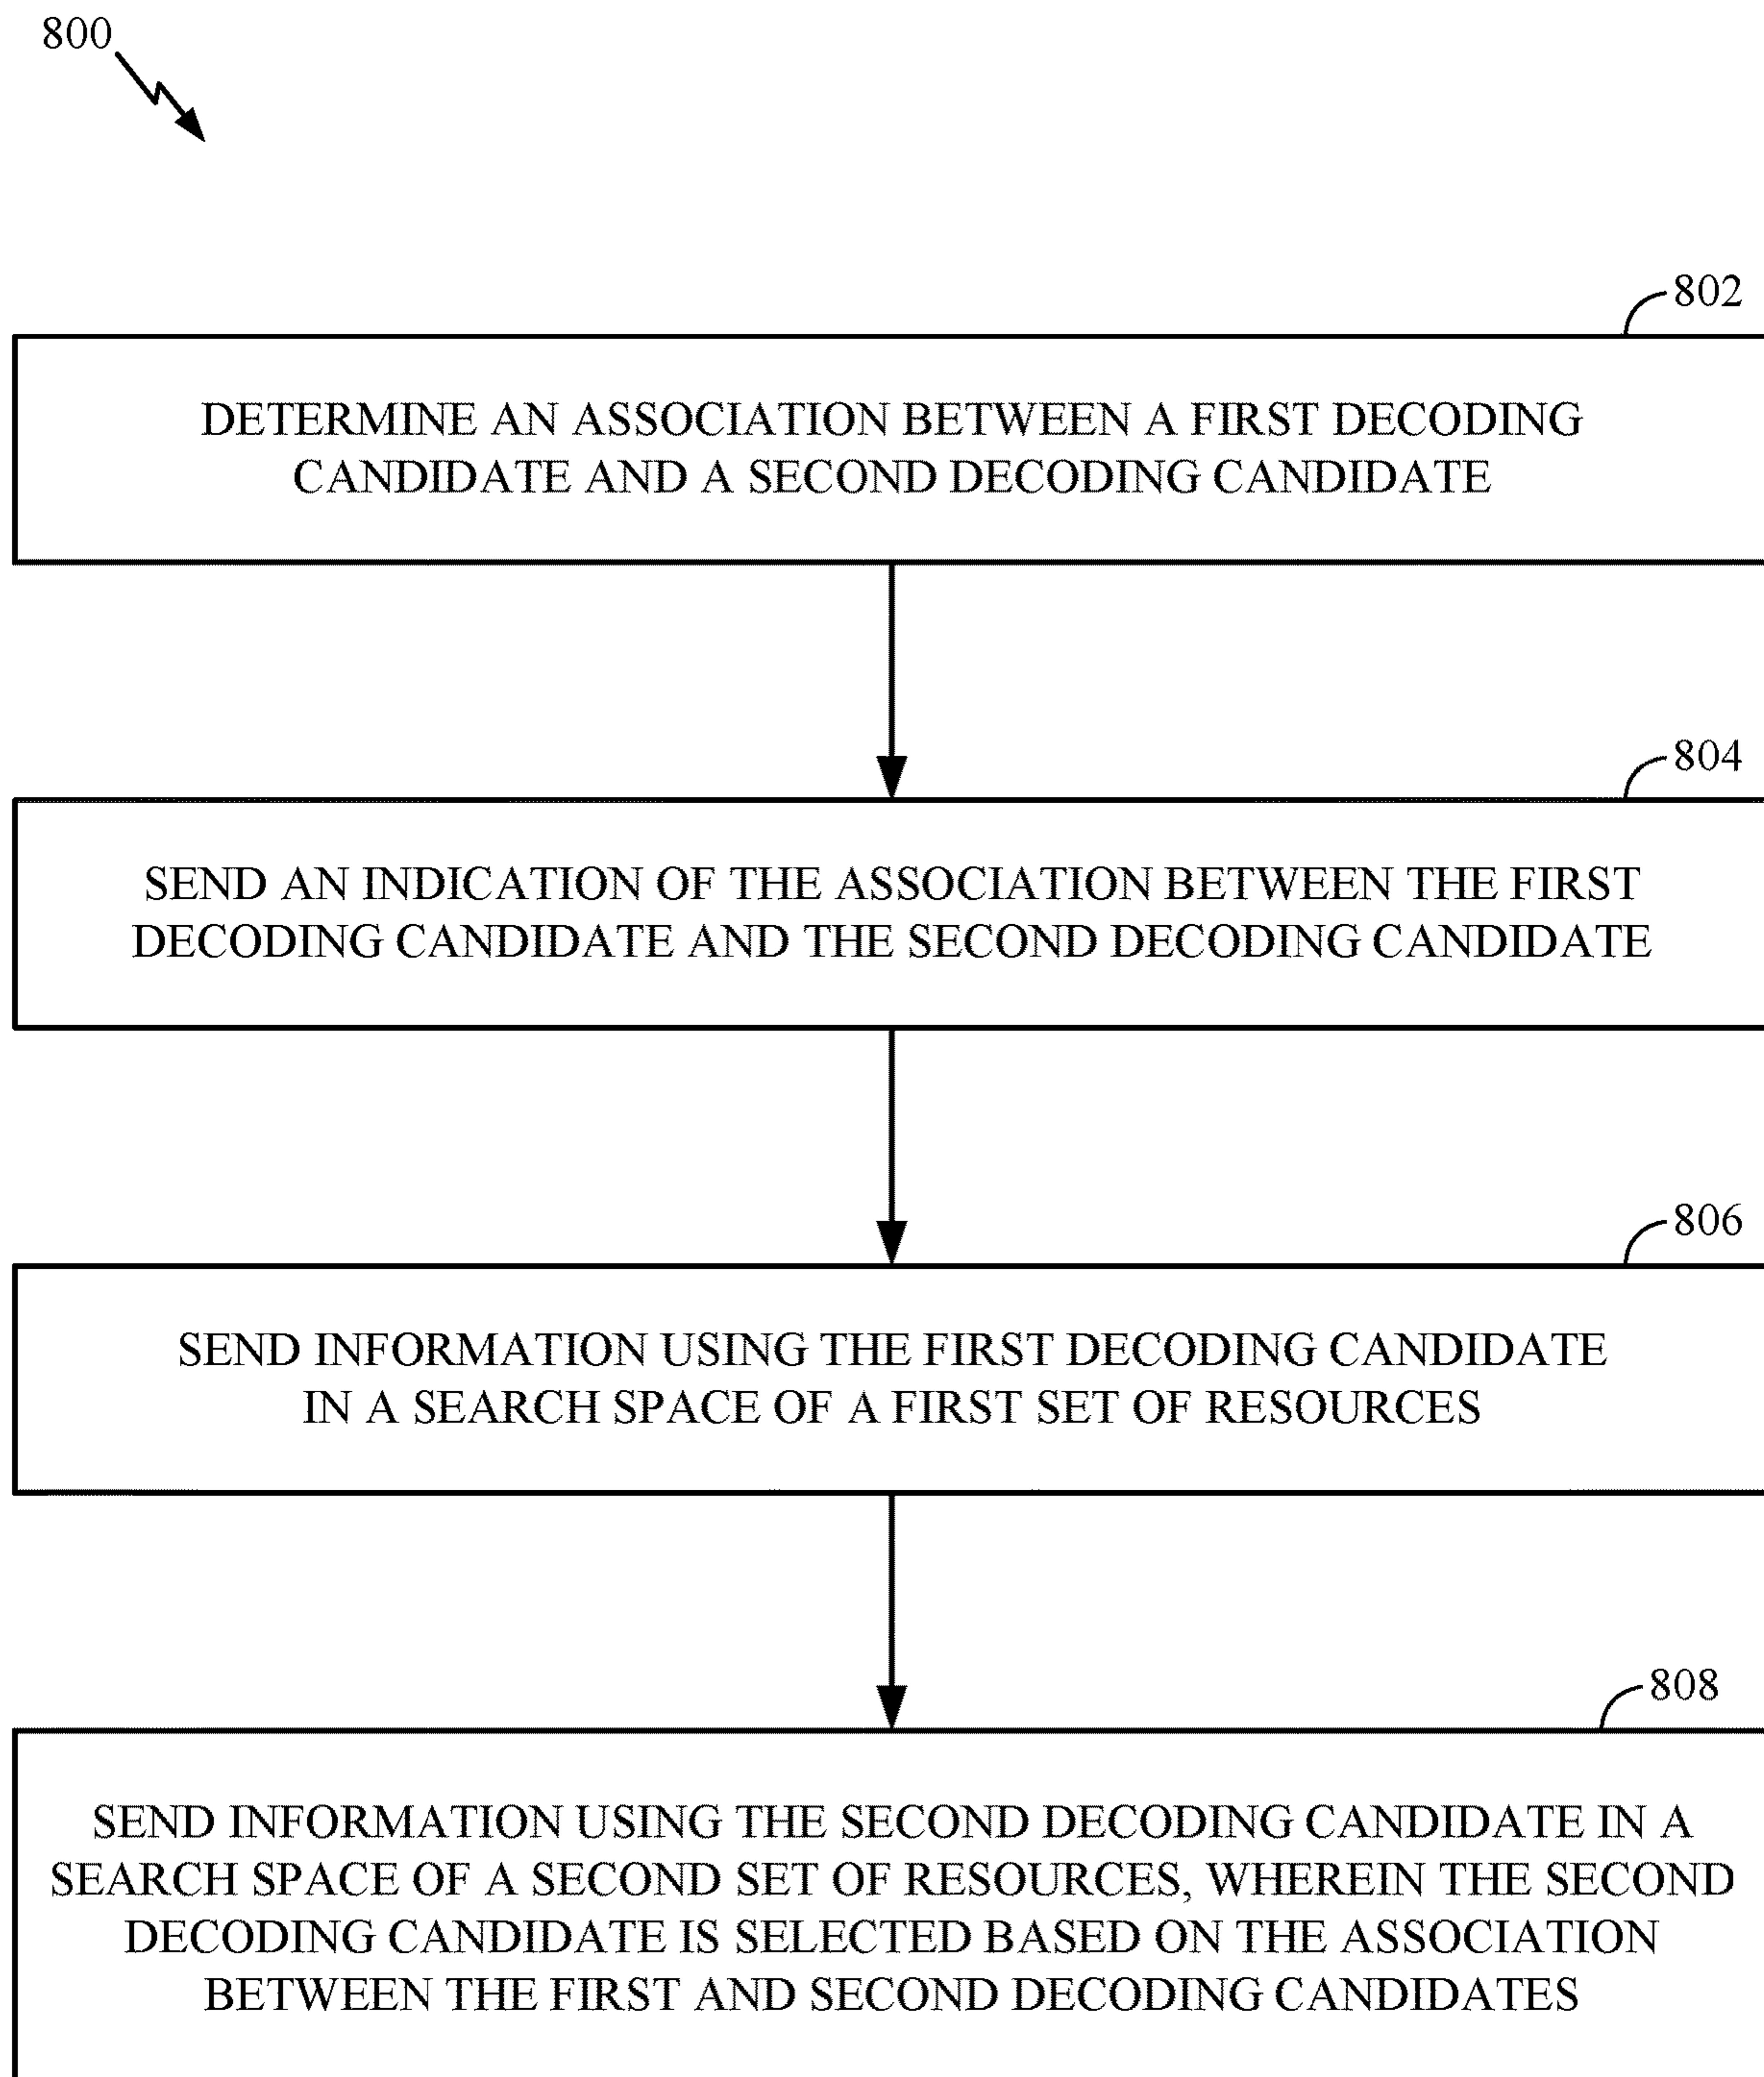 800
802
DETERMINE AN ASSOCIATION BETWEEN A FIRST DECODING
CANDIDATE AND A SECOND DECODING CANDIDATE
804
SEND AN INDICATION OF THE ASSOCIATION BETWEEN THE FIRST
DECODING CANDIDATE AND THE SECOND DECODING CANDIDATE
806
SEND INFORMATION USING THE FIRST DECODING CANDIDATE
IN A SEARCH SPACE OF A FIRST SET OF RESOURCES
808
SEND INFORMATION USING THE SECOND DECODING CANDIDATE IN A
SEARCH SPACE OF A SECOND SET OF RESOURCES, WHEREIN THE SECOND
DECODING CANDIDATE IS SELECTED BASED ON THE ASSOCIATION
BETWEEN THE FIRST AND SECOND DECODING CANDIDATES